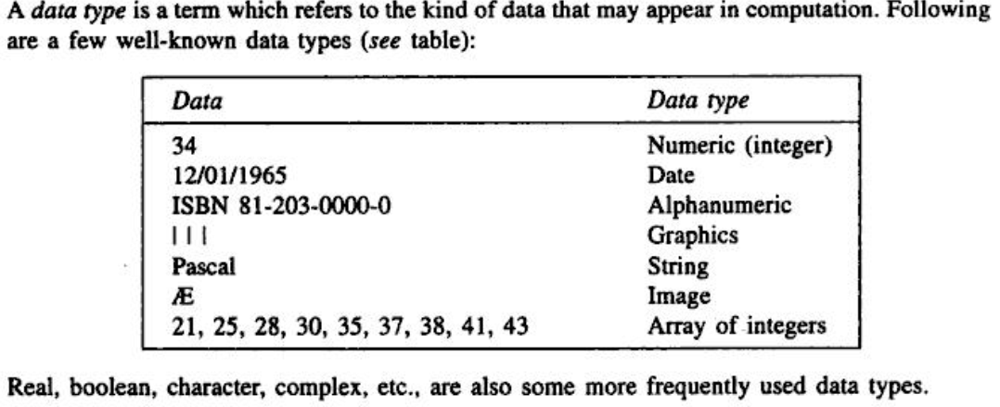 A data type is a term which refers to the kind of data that may appear in computation. Following
are a few well-known data types (see table):
Data Data type
34 Numeric (integer)
12/01/1965 Date
ISBN 81-203-0000-0 Alphanumeric
| | | Graphics
Pascal String
Æ Image
21, 25, 28, 30, 35, 37, 38, 41, 43 Array of integers
Real, boolean, character, complex, etc., are also some more frequently used data types.